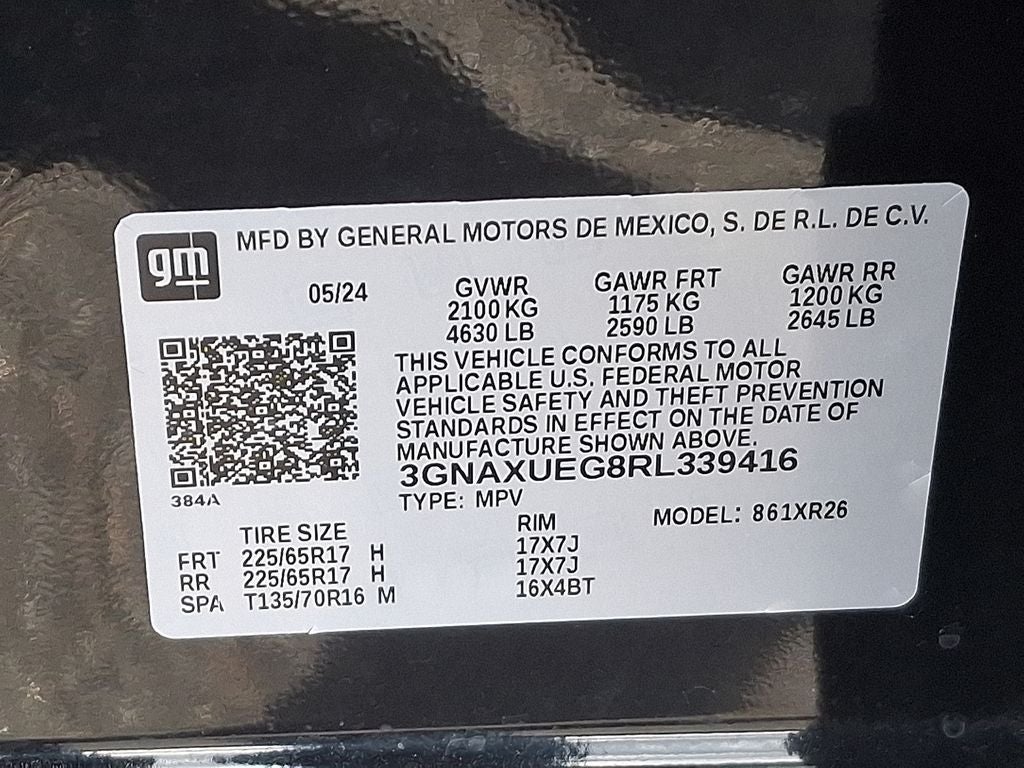 gm
MFD BY GENERAL MOTORS DE MEXICO, S. DE R.L. DE C.V.
05/24 GVWR GAWR FRT GAWR RR
2100 KG 1175 KG 1200 KG
4630 LB 2590 LB 2645 LB
THIS VEHICLE CONFORMS TO ALL
APPLICABLE U.S. FEDERAL MOTOR
VEHICLE SAFETY AND THEFT PREVENTION
STANDARDS IN EFFECT ON THE DATE OF
MANUFACTURE SHOWN ABOVE.
3GNAXUEG8RL339416
384A
TYPE: MPV
MODEL: 861XR26
TIRE SIZE RIM
FRT 225/65R17 H 17X7J
RR 225/65R17 H 17X7J
SPA T135/70R16 M 16X4BT